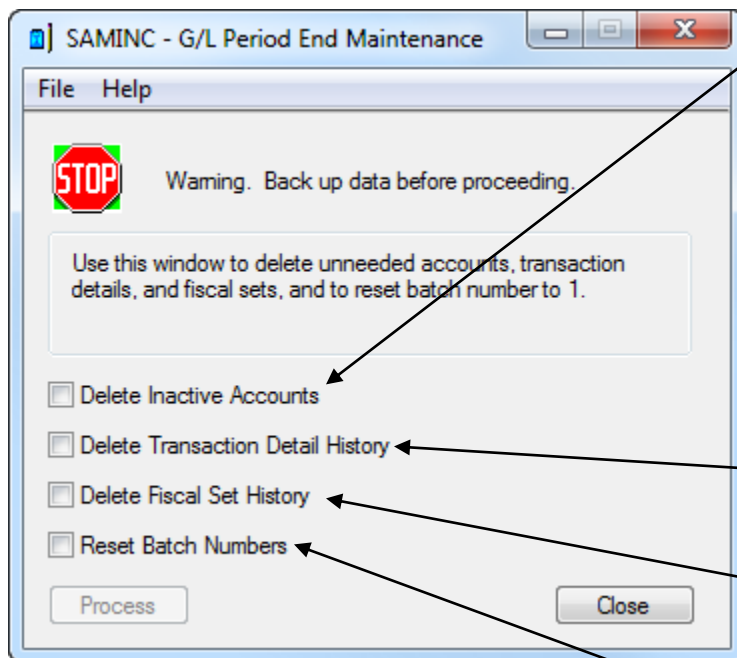 SAMINC - G/L Period End Maintenance
File Help
STOP
Warning. Back up data before proceeding.
Use this window to delete unneeded accounts, transaction
details, and fiscal sets, and to reset batch number to 1.
Delete Inactive Accounts
Delete Transaction Detail History
Delete Fiscal Set History
Reset Batch Numbers
Process Close